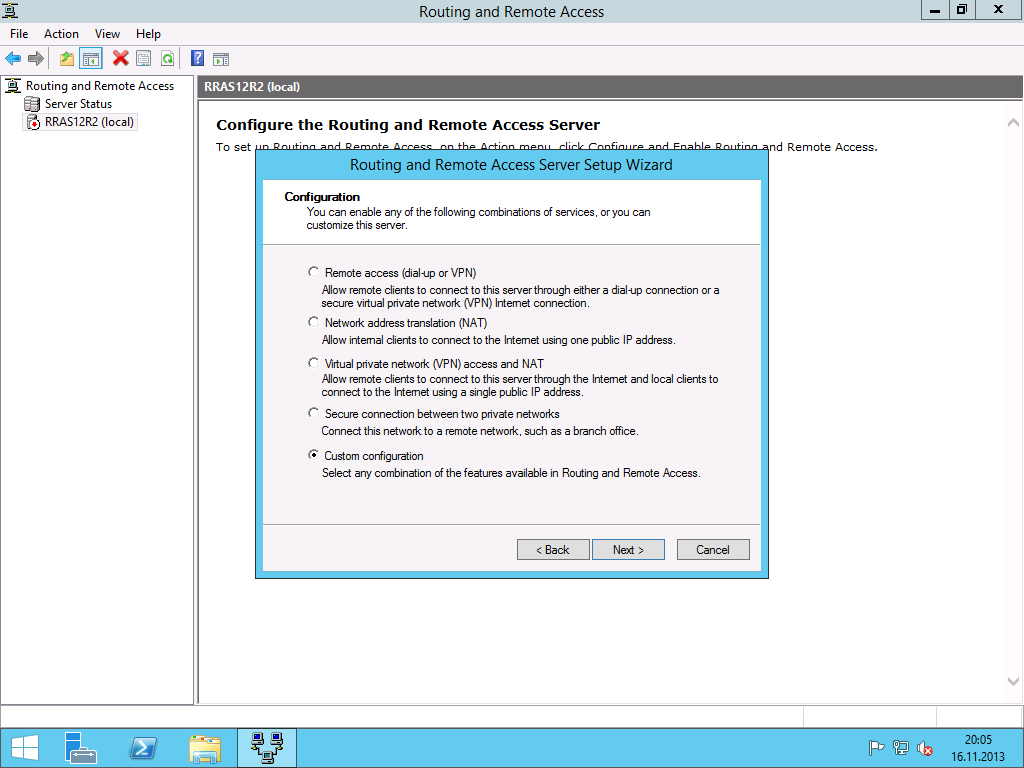 Routing and Remote Access
File Action View Help
Routing and Remote Access
Server Status
RRAS12R2 (local)
RRAS12R2 (local)
Configure the Routing and Remote Access Server
To set up Routing and Remote Access, on the Action menu, click Configure and Enable Routing and Remote Access.
Routing and Remote Access Server Setup Wizard
Configuration
You can enable any of the following combinations of services, or you can
customize this server.
Remote access (dial-up or VPN)
Allow remote clients to connect to this server through either a dial-up connection or a
secure virtual private network (VPN) Internet connection.
Network address translation (NAT)
Allow internal clients to connect to the Internet using one public IP address.
Virtual private network (VPN) access and NAT
Allow remote clients to connect to this server through the Internet and local clients to
connect to the Internet using a single public IP address.
Secure connection between two private networks
Connect this network to a remote network, such as a branch office.
Custom configuration
Select any combination of the features available in Routing and Remote Access.
< Back Next > Cancel
20:05
16.11.2013